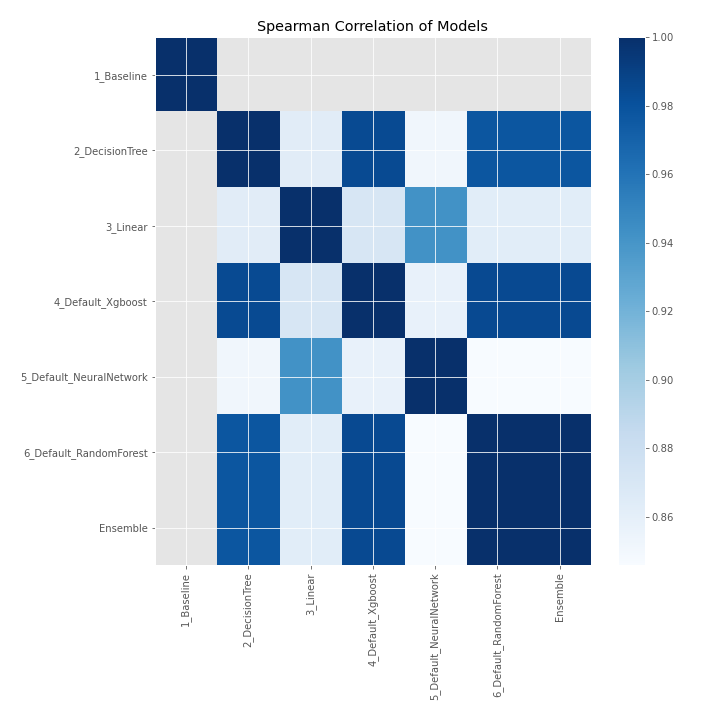 Spearman Correlation of Models
1_Baseline
2_DecisionTree
3_Linear
4_Default_Xgboost
5_Default_NeuralNetwork
6_Default_RandomForest
Ensemble
1_Baseline
2_DecisionTree
3_Linear
4_Default_Xgboost
5_Default_NeuralNetwork
6_Default_RandomForest
Ensemble
1.00
0.98
0.96
0.94
0.92
0.90
0.88
0.86